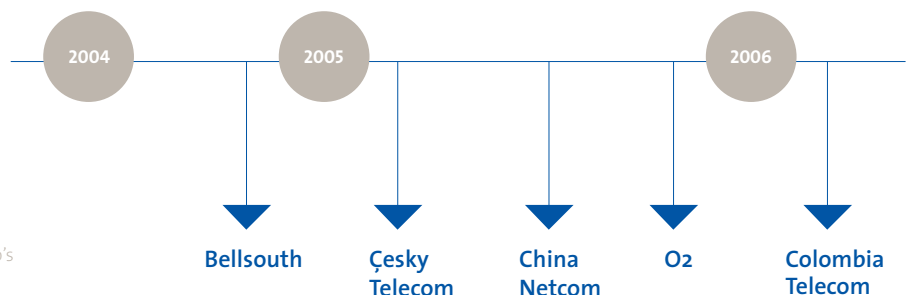 2004
2005
2006
o's
Bellsouth
Çesky
Telecom
China
Netcom
O2
Colombia
Telecom